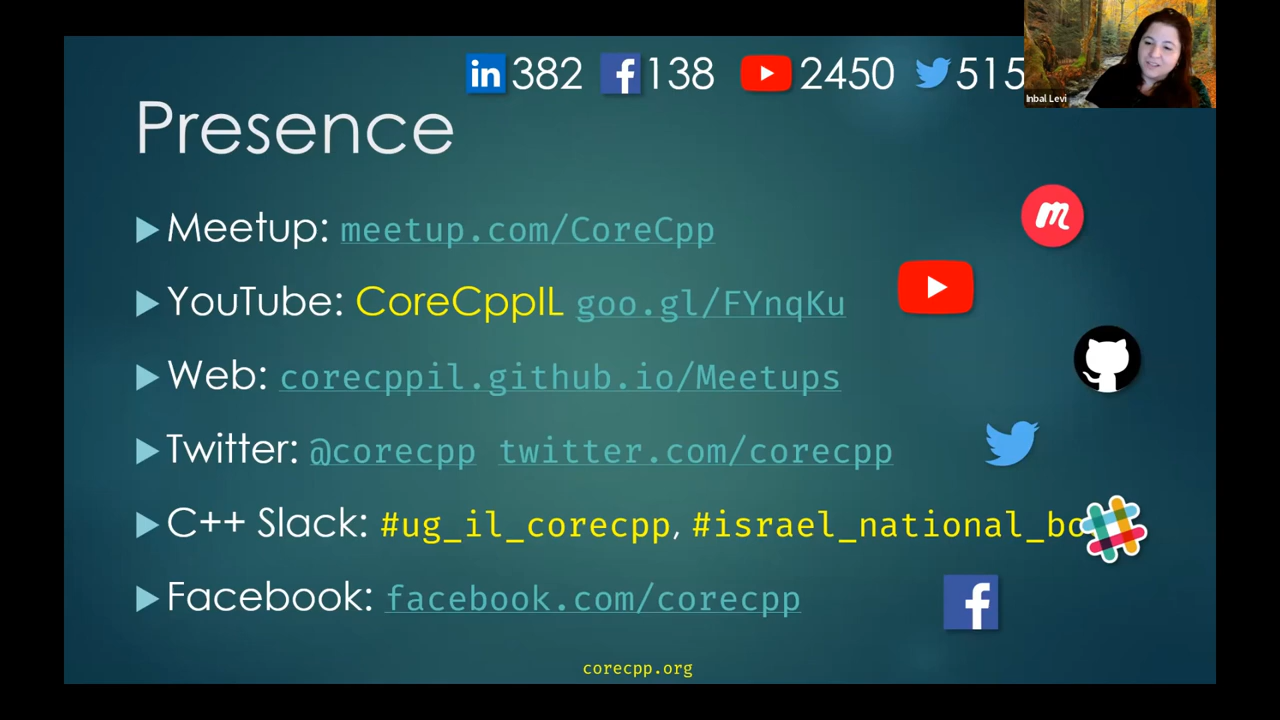 in 382 f 138 2450 515
Inbal Levi
Presence
Meetup: meetup.com/CoreCpp
YouTube: CoreCppIL goo.gl/FYnqKu
Web: corecppil.github.io/Meetups
Twitter: @corecpp twitter.com/corecpp
C++ Slack: #ug_il_corecpp, #israel_national_bo
Facebook: facebook.com/corecpp
corecpp.org